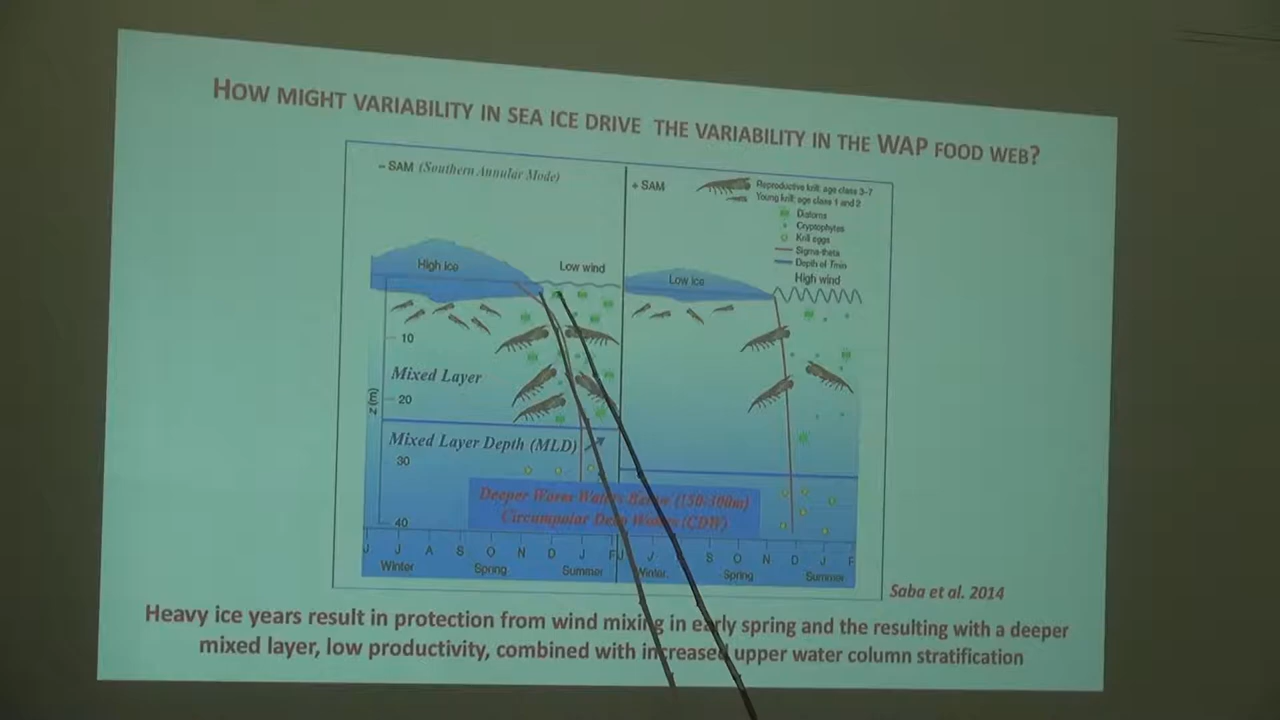 HOW MIGHT VARIABILITY IN SEA ICE DRIVE THE VARIABILITY IN THE WAP FOOD WEB?
– SAM (Southern Annular Mode)
High ice
Low wind
10
Mixed Layer
z (m)
20
Mixed Layer Depth (MLD)
30
40
+ SAM
Reproductive krill: age class 3-7
Young krill: age class 1 and 2
Diatoms
Cryptophytes
Krill eggs
Sigma-theta
Depth of Tmin
Low ice
High wind
Deeper Warm Waters Below (150-300m)
Circumpolar Deep Waters (CDW)
J J A S O N D J F J J S O N D J F
Winter Spring Summer Winter Spring Summer
Saba et al. 2014
Heavy ice years result in protection from wind mixing in early spring and the resulting with a deeper
mixed layer, low productivity, combined with increased upper water column stratification